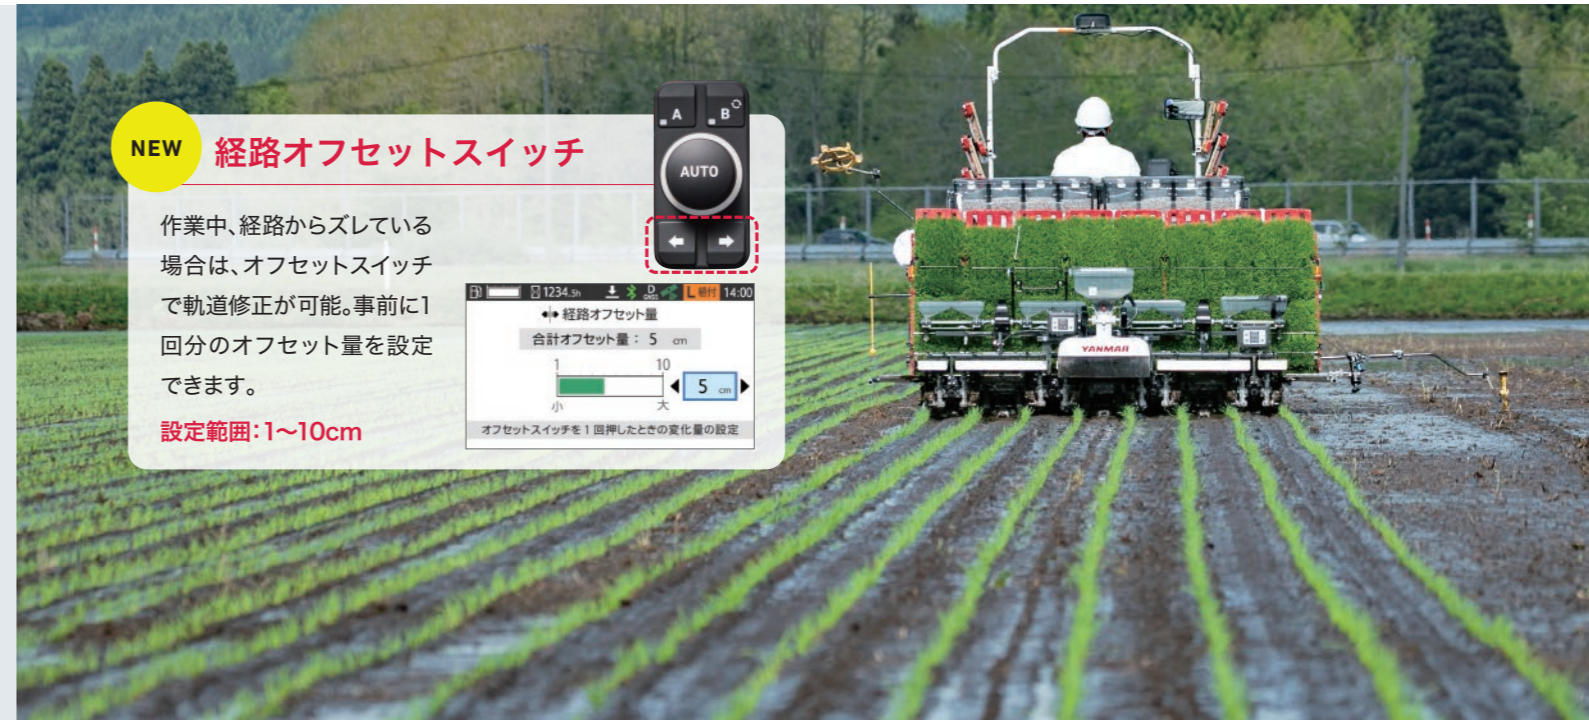 NEW
経路オフセットスイッチ
A
B
AUTO
作業中、経路からズレている
場合は、オフセットスイッチ
で軌道修正が可能。事前に1
回分のオフセット量を設定
できます。
設定範囲:1〜10cm
1234.5h
D
GNSS
L 植付
14:00
経路オフセット量
合計オフセット量： 5 cm
1
10
5 cm
小
大
オフセットスイッチを1回押したときの変化量の設定
YANMAR